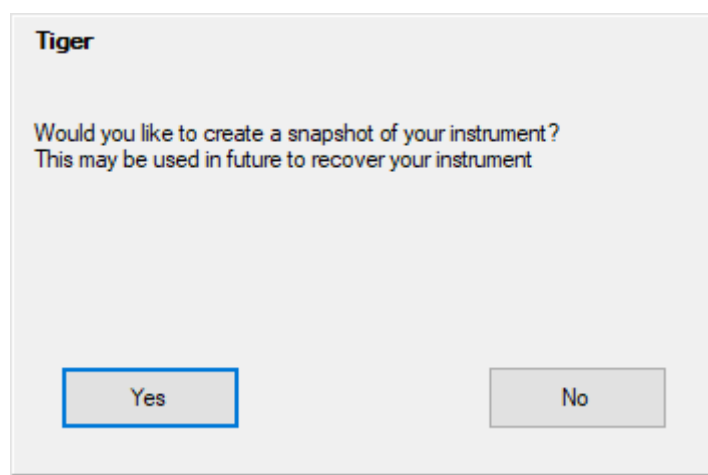 Tiger
Would you like to create a snapshot of your instrument?
This may be used in future to recover your instrument
Yes
No